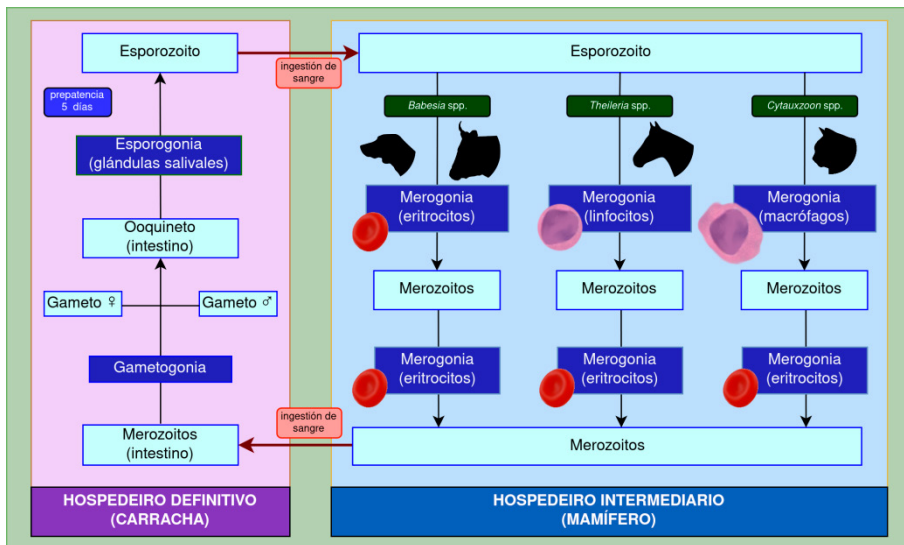 Esporozoito
prepatencia
5 días
Esporogonia
(glándulas salivales)
Ooquineto
(intestino)
Gameto ♀
Gameto ♂
Gametogonia
Merozoitos
(intestino)
HOSPEDEIRO DEFINITIVO
(CARRACHA)
ingestión de
sangre
ingestión de
sangre
Esporozoito
Babesia spp.
Theileria spp.
Cytauxzoon spp.
Merogonia
(eritrocitos)
Merogonia
(linfocitos)
Merogonia
(macrófagos)
Merozoitos
Merozoitos
Merozoitos
Merogonia
(eritrocitos)
Merogonia
(eritrocitos)
Merogonia
(eritrocitos)
Merozoitos
HOSPEDEIRO INTERMEDIARIO
(MAMÍFERO)